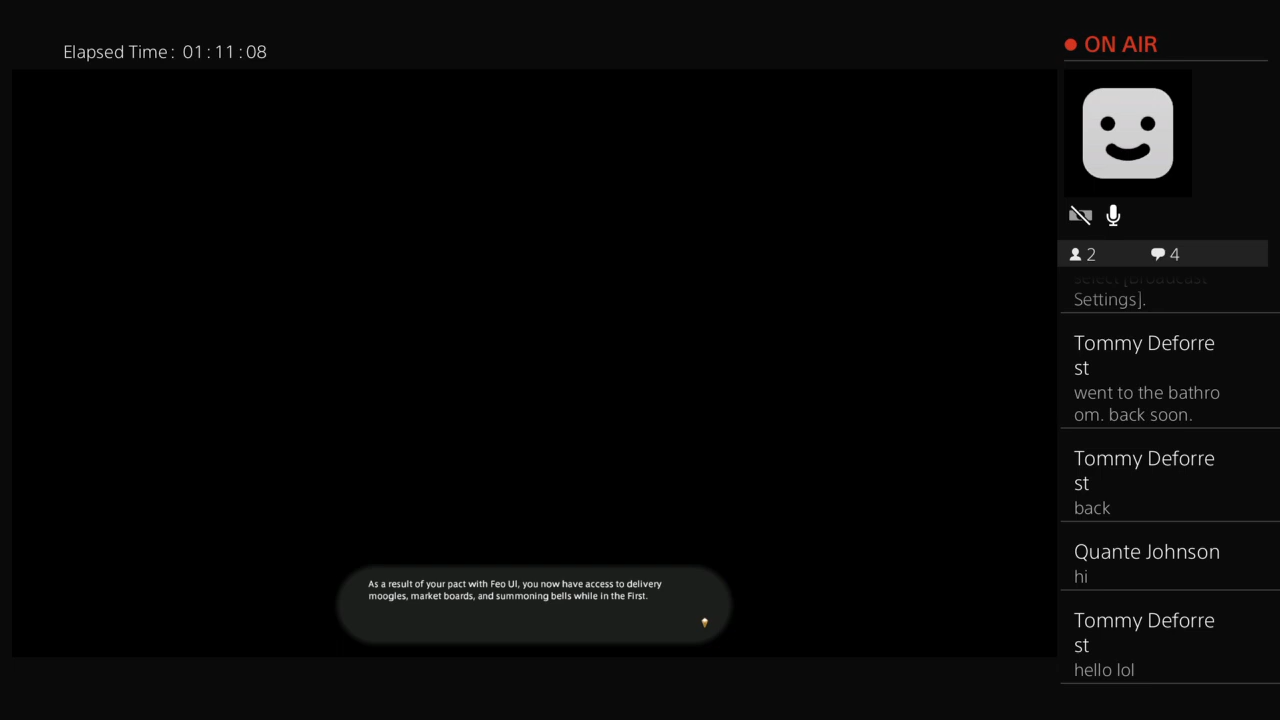 Elapsed Time: 01:11:08
ON AIR
2
4
select [Broadcast
Settings].
Tommy Deforre
st
went to the bathro
om. back soon.
Tommy Deforre
st
back
Quante Johnson
hi
Tommy Deforre
st
hello lol
As a result of your pact with Feo Ul, you now have access to delivery
moogles, market boards, and summoning bells while in the First.